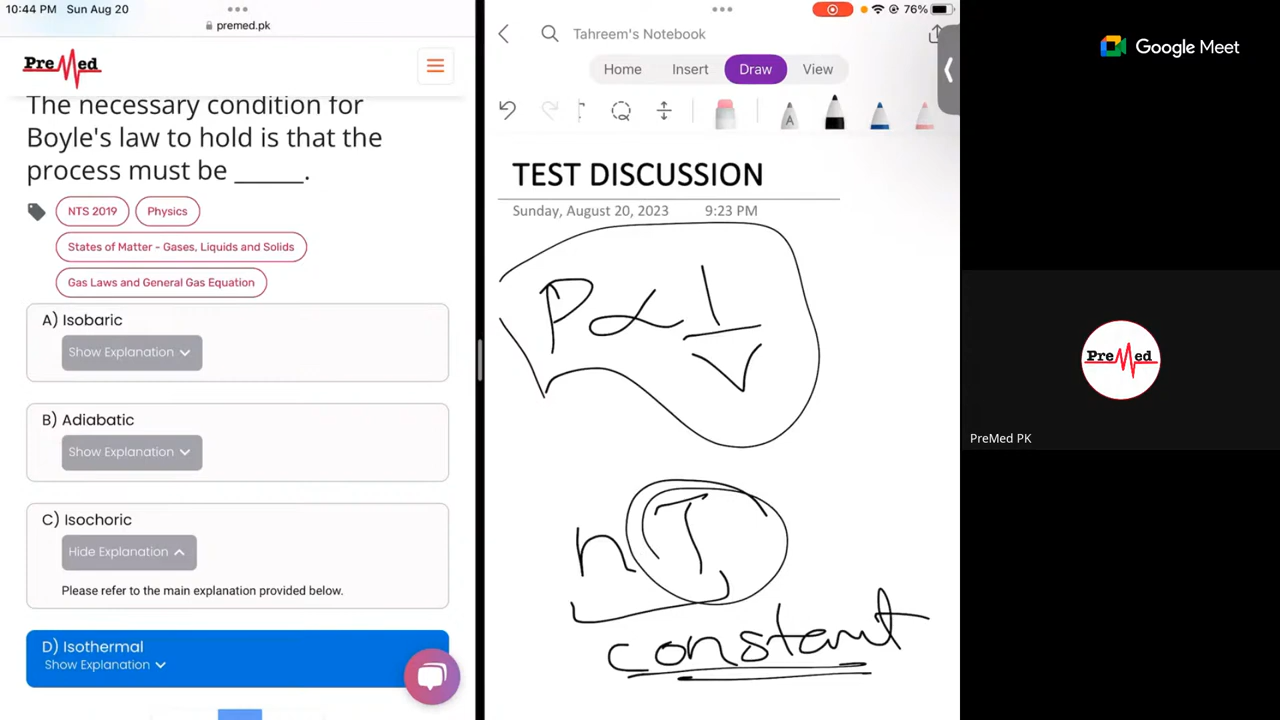 10:44 PM Sun Aug 20
premed.pk
PreMed
The necessary condition for
Boyle's law to hold is that the
process must be ______.
NTS 2019 Physics
States of Matter - Gases, Liquids and Solids
Gas Laws and General Gas Equation
A) Isobaric
Show Explanation
B) Adiabatic
Show Explanation
C) Isochoric
Hide Explanation
Please refer to the main explanation provided below.
D) Isothermal
Show Explanation
76%
Tahreem's Notebook
Home Insert Draw View
A
TEST DISCUSSION
Sunday, August 20, 2023 9:23 PM
P ∝ 1/V
n T
constant
Google Meet
PreMed
PreMed PK